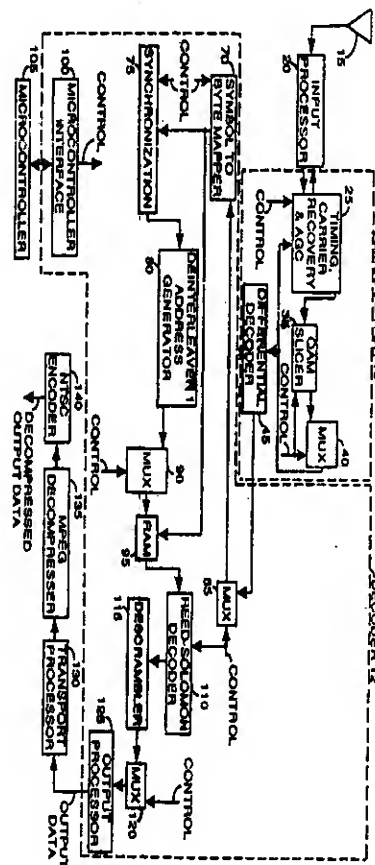 15
INPUT
PROCESSOR
20
25
TIMING
CARRIER
RECOVERY
& AGC
CONTROL
QAM
SLICER
CONTROL
MUX
40
DIFFERENTIAL
DECODER
45
70
SYMBOL TO
BYTE MAPPER
CONTROL
75
SYNCHRONIZATION
DEINTERLEAVER 1
ADDRESS
GENERATOR
80
MUX
90
CONTROL
RAM
95
MUX
CONTROL
REED-SOLOMON
DECODER
110
115
DESCRAMBLER
MUX
120
CONTROL
125
OUTPUT
PROCESSOR
OUTPUT
DATA
TRANSPORT
PROCESSOR
130
MPEG
DECOMPRESSER
135
NTSC
ENCODER
140
DECOMPRESSED
OUTPUT DATA
CONTROL
100
MICROCONTROLLER
INTERFACE
105
MICROCONTROLLER